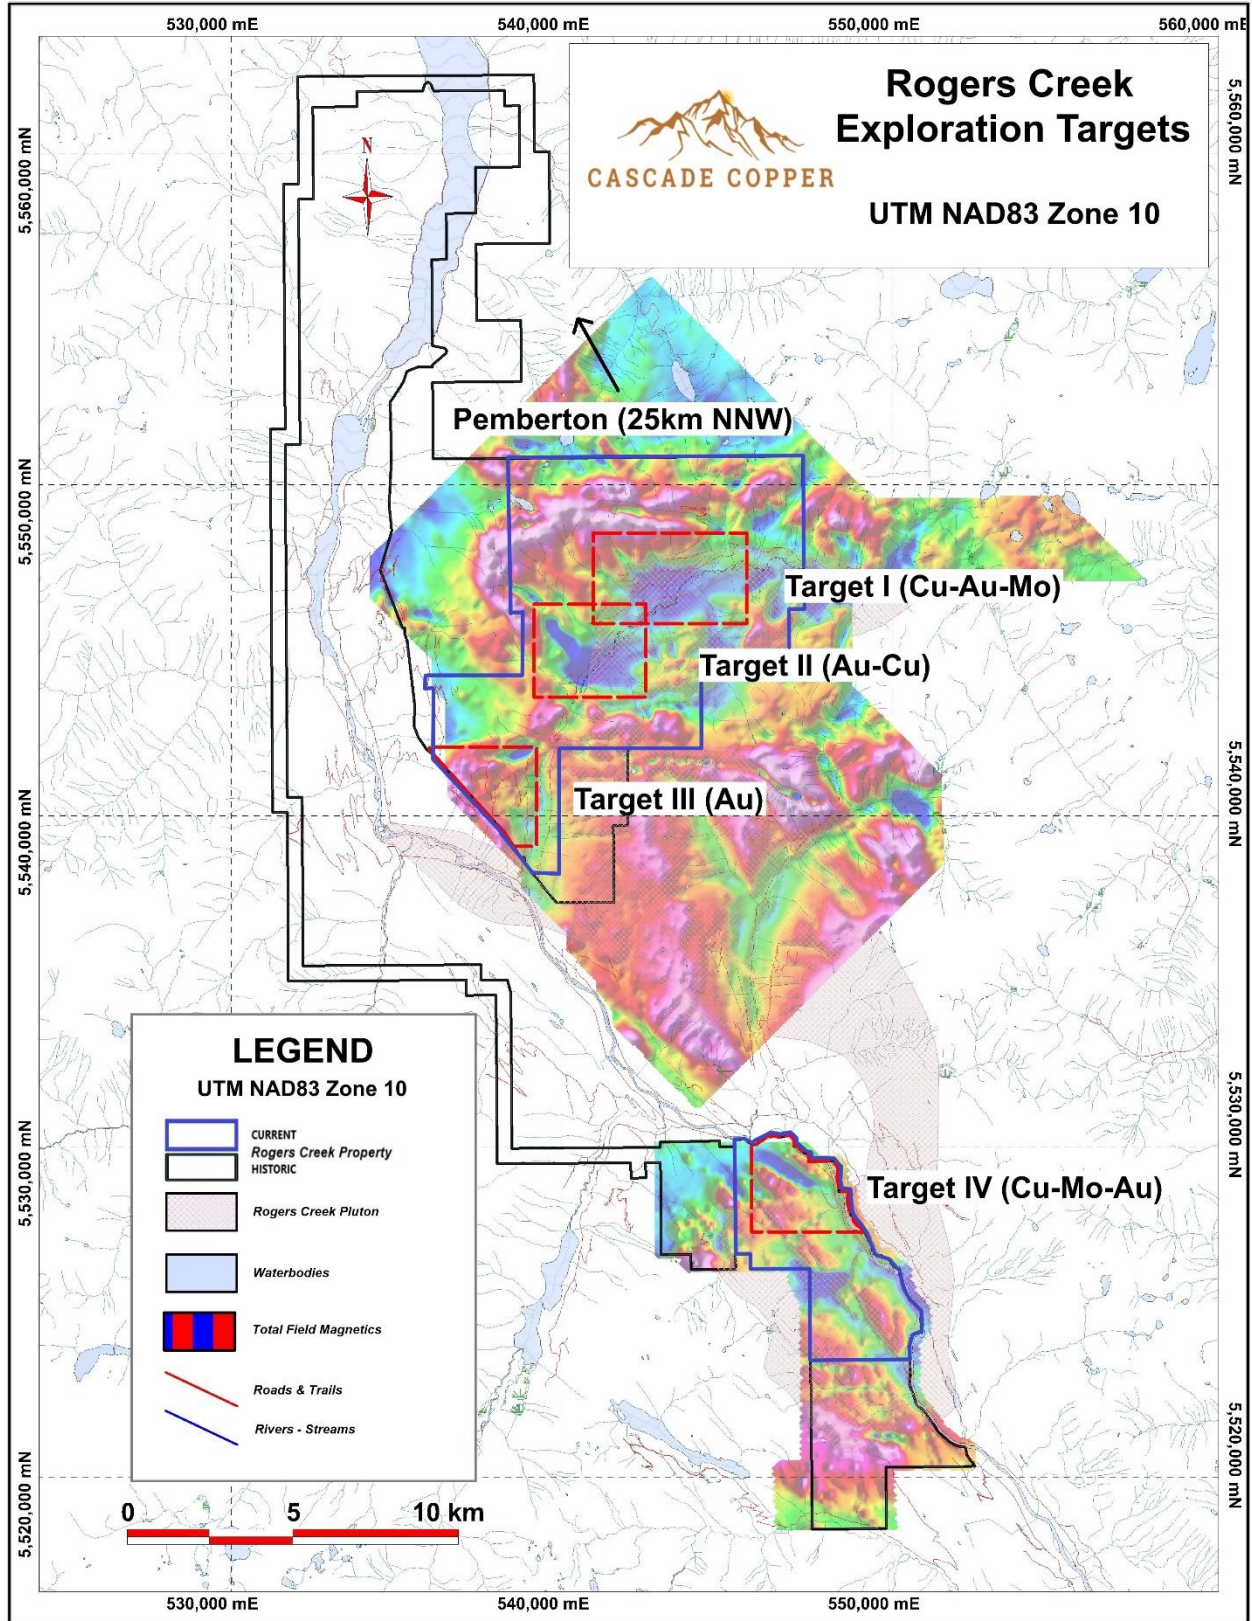 530,000 mE
540,000 mE
550,000 mE
560,000 mE
Rogers Creek
Exploration Targets
UTM NAD83 Zone 10
CASCADE COPPER
N
5,560,000 mN
5,560,000 mN
Pemberton (25km NNW)
5,550,000 mN
5,550,000 mN
Target I (Cu-Au-Mo)
Target II (Au-Cu)
Target III (Au)
5,540,000 mN
5,540,000 mN
LEGEND
UTM NAD83 Zone 10
CURRENT
Rogers Creek Property
HISTORIC
Rogers Creek Pluton
Waterbodies
Total Field Magnetics
Roads & Trails
Rivers - Streams
5,530,000 mN
5,530,000 mN
Target IV (Cu-Mo-Au)
5,520,000 mN
5,520,000 mN
0 5 10 km
530,000 mE
540,000 mE
550,000 mE